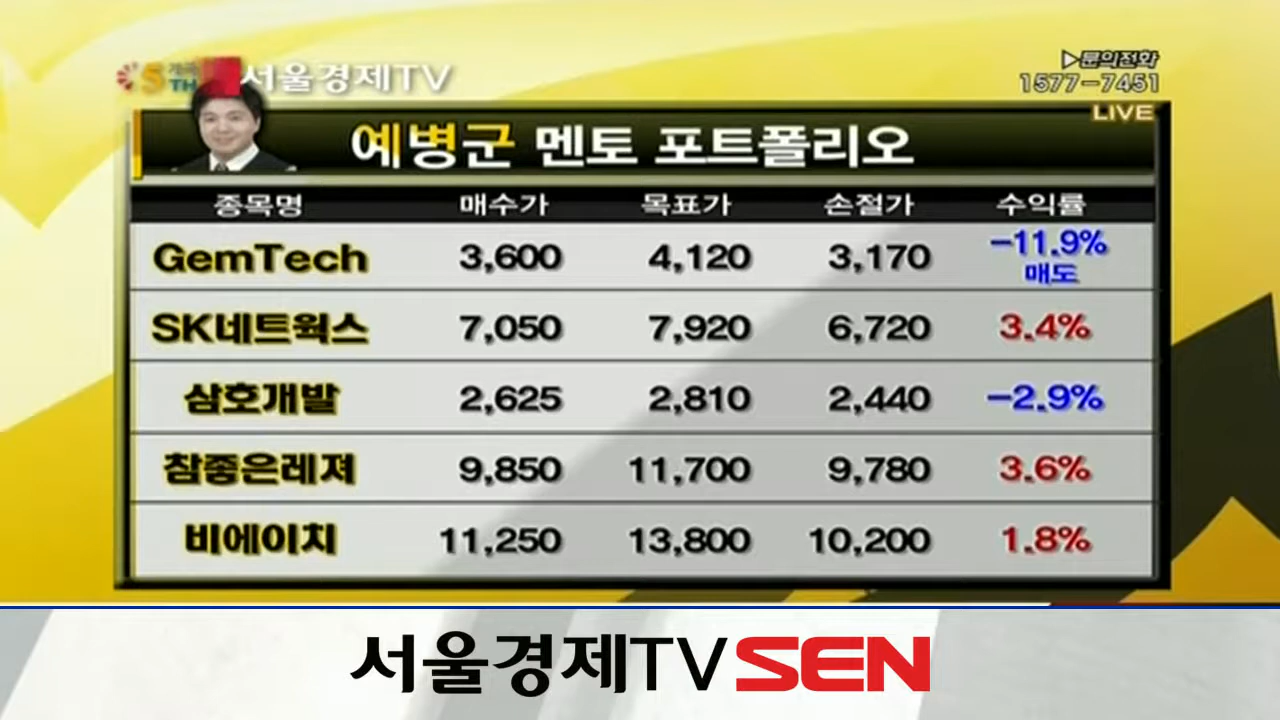 5개국
TH
서울경제TV
▶문의전화
1577-7451
LIVE
예병군 멘토 포트폴리오
종목명 매수가 목표가 손절가 수익률
GemTech 3,600 4,120 3,170 -11.9% 매도
SK네트웍스 7,050 7,920 6,720 3.4%
삼호개발 2,625 2,810 2,440 -2.9%
참좋은레져 9,850 11,700 9,780 3.6%
비에이치 11,250 13,800 10,200 1.8%
서울경제TV SEN